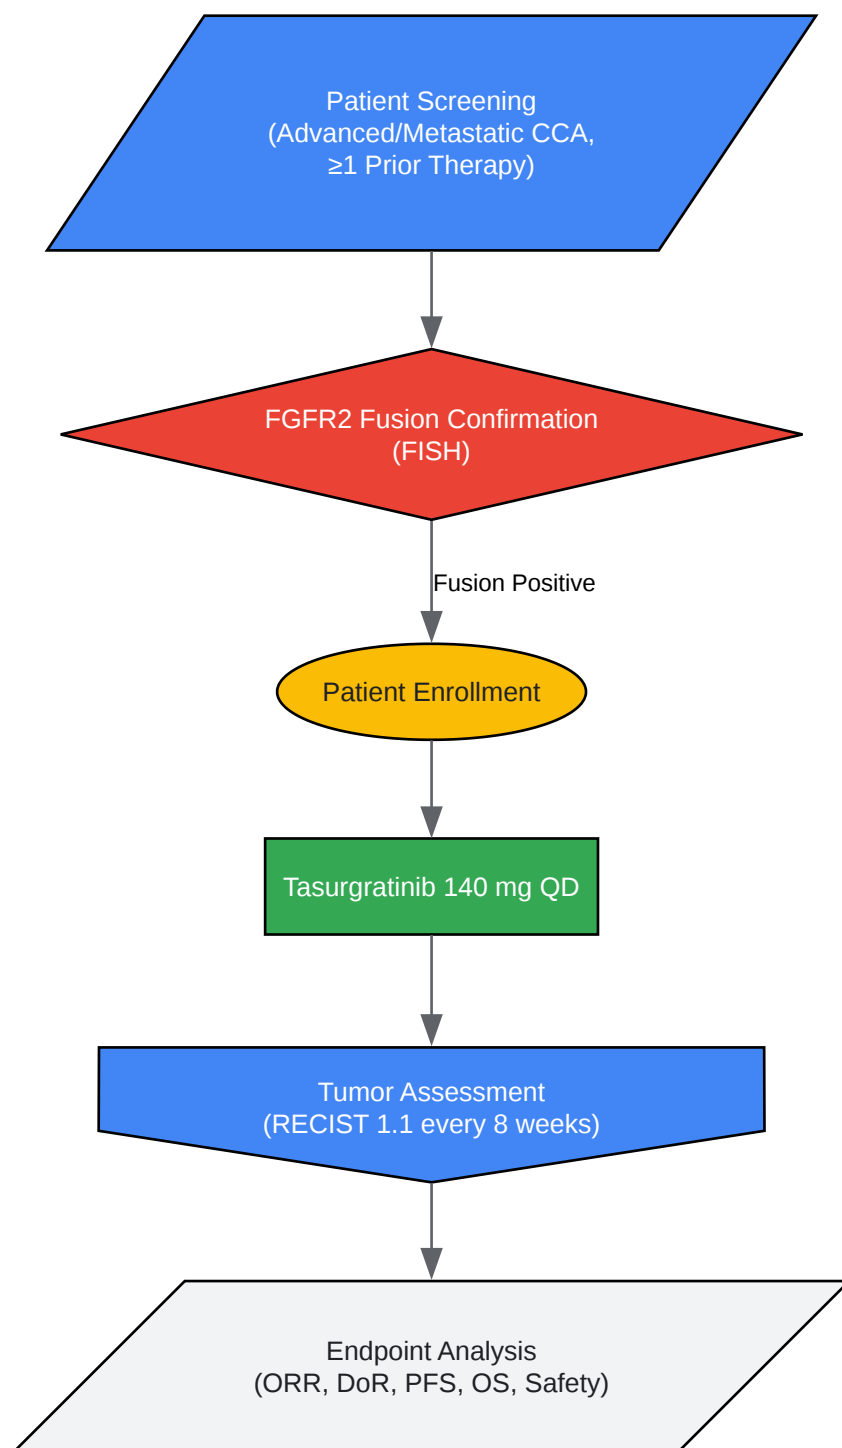 Patient Screening
(Advanced/Metastatic CCA,
≥1 Prior Therapy)
FGFR2 Fusion Confirmation
(FISH)
Fusion Positive
Patient Enrollment
Tasurgratinib 140 mg QD
Tumor Assessment
(RECIST 1.1 every 8 weeks)
Endpoint Analysis
(ORR, DoR, PFS, OS, Safety)